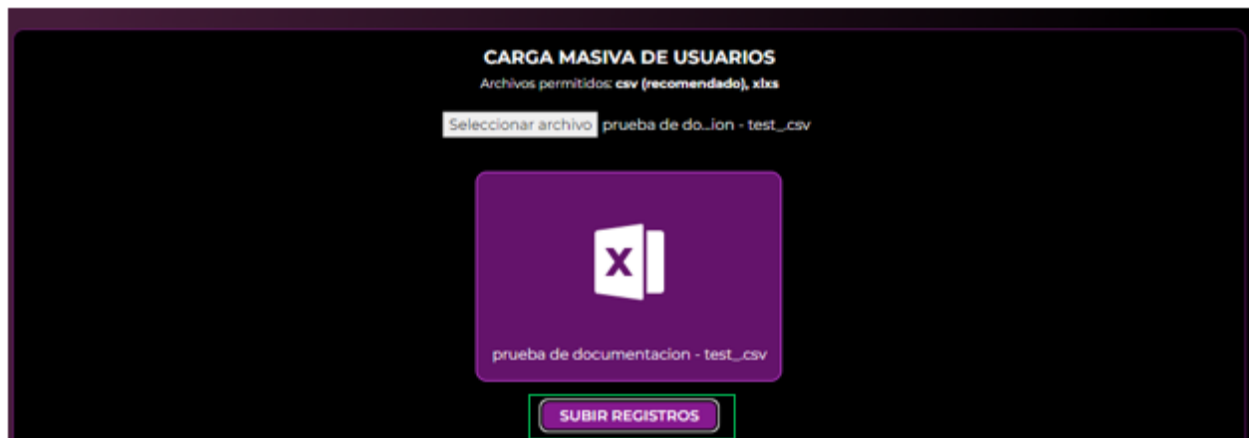 CARGA MASIVA DE USUARIOS
Archivos permitidos: csv (recomendado), xlxs
Seleccionar archivo prueba de do...ion - test_.csv
X
prueba de documentacion - test_.csv
SUBIR REGISTROS